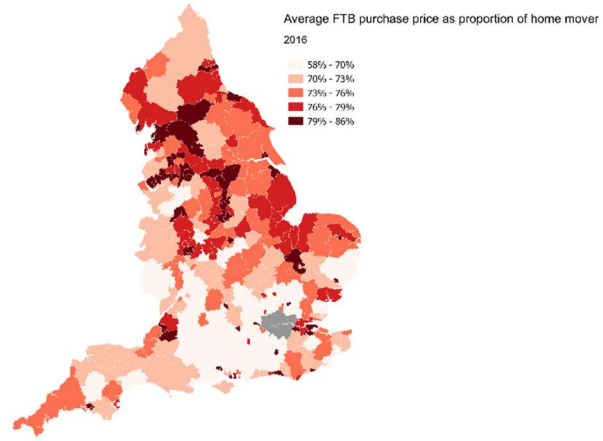 Average FTB purchase price as proportion of home mover
2016
58% - 70%
70% - 73%
73% - 76%
76% - 79%
79% - 86%